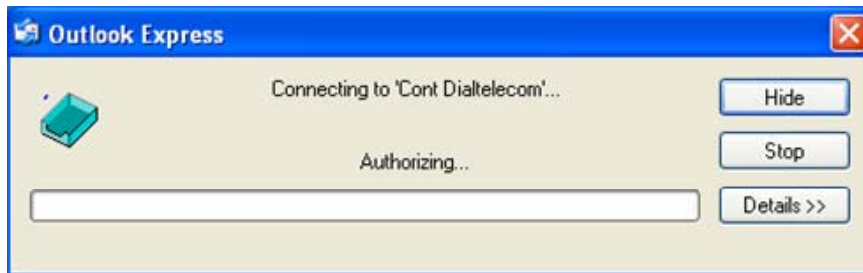 Outlook Express
Connecting to 'Cont Dialtelecom'...
Hide
Authorizing...
Stop
Details >>